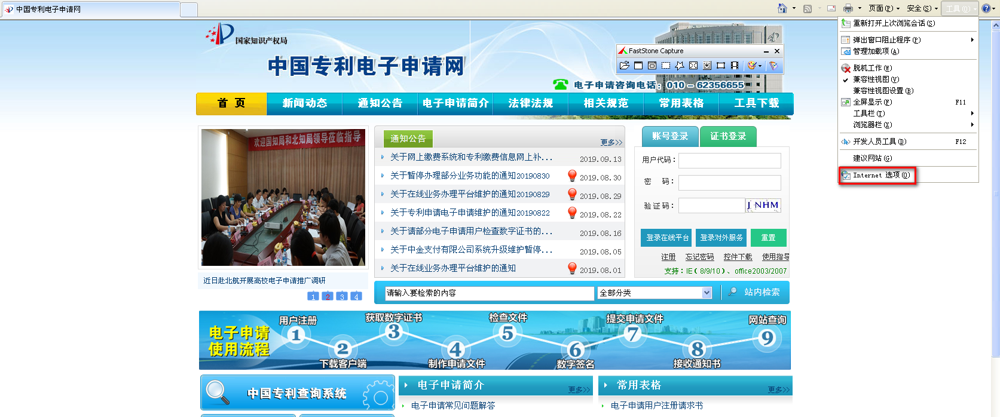 中国专利电子申请网
页面(P)
安全(S)
工具(O)
重新打开上次浏览会话(S)
弹出窗口阻止程序(P)
管理加载项(A)
脱机工作(W)
兼容性视图(V)
兼容性视图设置(B)
全屏显示(F) F11
工具栏(T)
浏览器栏(X)
开发人员工具(D) F12
建议网站(G)
Internet 选项(O)
国家知识产权局
中国专利电子申请网
FastStone Capture
电子申请咨询电话：010－62356655
首 页
新闻动态
通知公告
电子申请简介
法律法规
相关规范
常用表格
工具下载
欢迎国知局和北知局领导莅临指导
近日赴北航开展高校电子申请推广调研
1 2 3 4
通知公告
更多>>
关于网上缴费系统和专利缴费信息网上补... 2019.09.13
关于暂停办理部分业务功能的通知20190830 2019.08.30
关于在线业务办理平台维护的通知20190829 2019.08.29
关于专利申请电子申请维护的通知20190822 2019.08.22
关于请部分电子申请用户检查数字证书的... 2019.08.16
关于中金支付有限公司系统升级维护暂停... 2019.08.05
关于在线业务办理平台维护的通知 2019.08.01
账号登录
证书登录
用户代码：
密 码：
验证码：
JNHM
登录在线平台
登录对外服务
重置
注册 忘记密码 控件下载 使用指导
支持：IE（8/9/10）、office2003/2007
请输入要检索的内容
全部分类
站内检索
电子申请
使用流程
用户注册
1
2
下载客户端
获取数字证书
3
4
制作申请文件
检查文件
5
6
数字签名
提交申请文件
7
8
接收通知书
网站查询
9
中国专利查询系统
电子申请简介
更多>>
电子申请常见问题解答
常用表格
更多>>
电子申请用户注册请求书